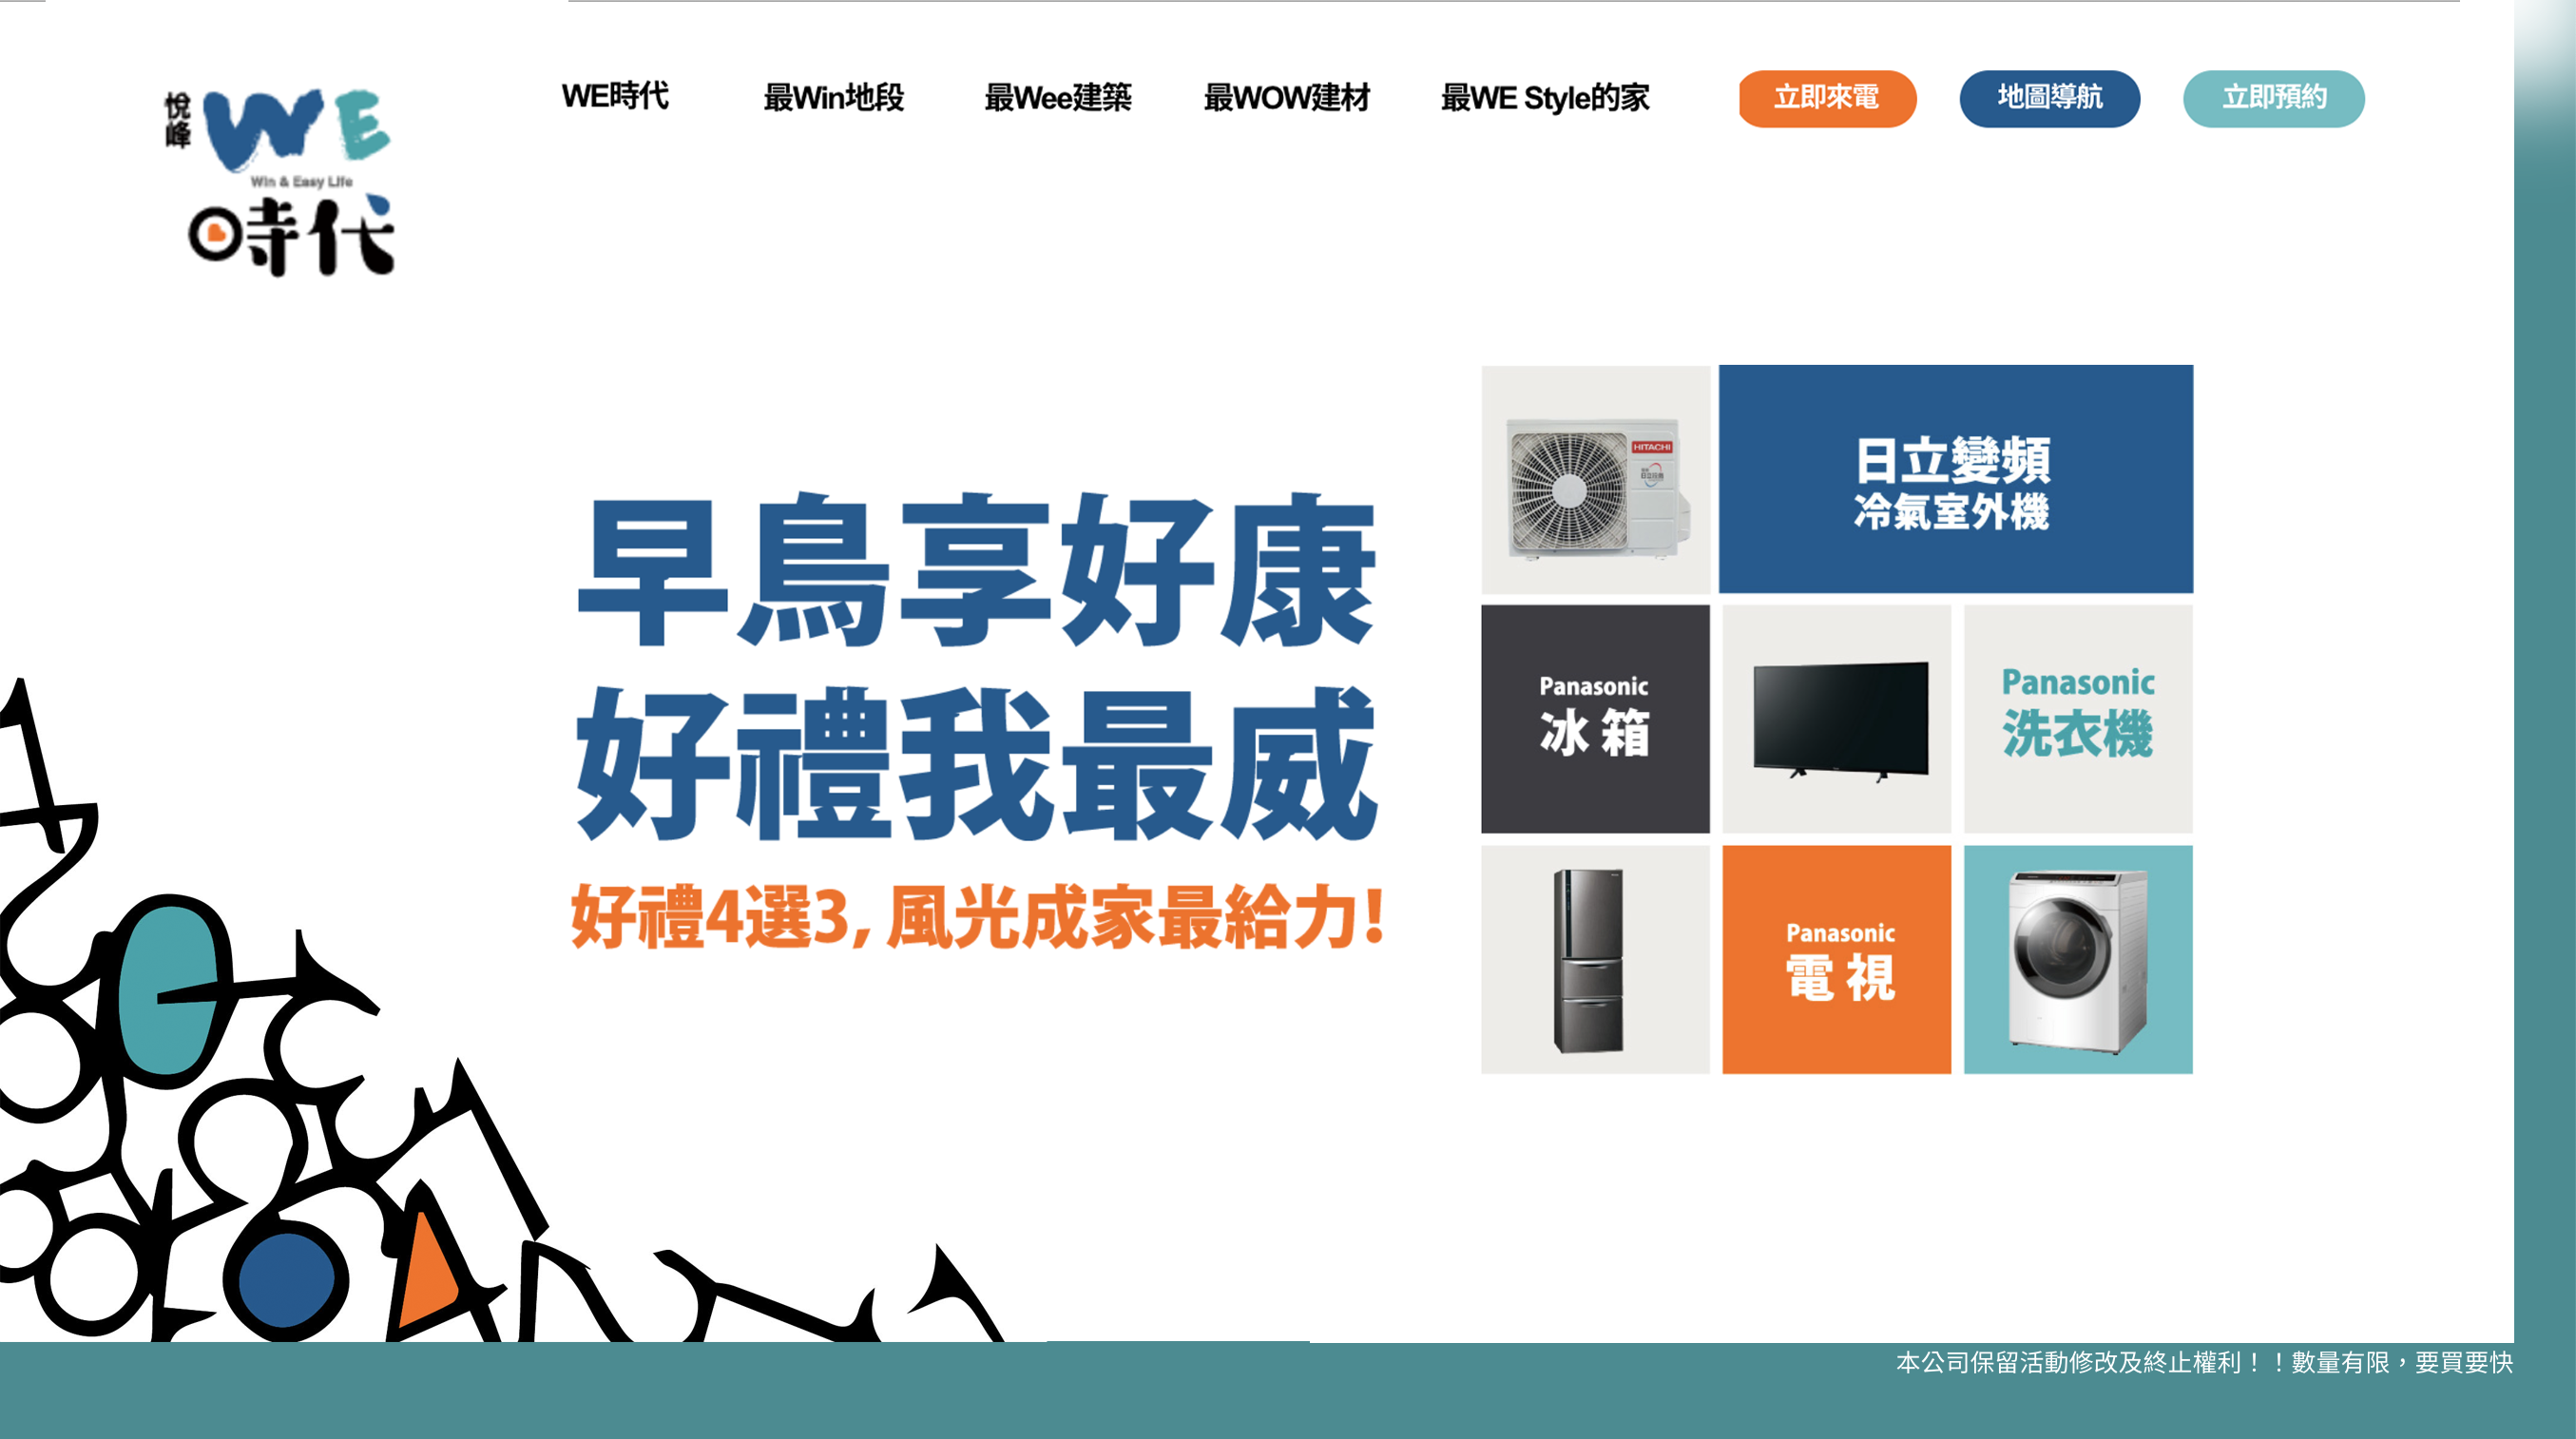 悅峰
WE
Win & Easy Life
時代
WE時代
最Win地段
最Wee建築
最WOW建材
最WE Style的家
立即來電
地圖導航
立即預約
早鳥享好康
好禮我最威
好禮4選3, 風光成家最給力!
HITACHI
日立變頻
冷氣室外機
Panasonic
冰箱
Panasonic
洗衣機
Panasonic
電視
本公司保留活動修改及終止權利！！數量有限，要買要快